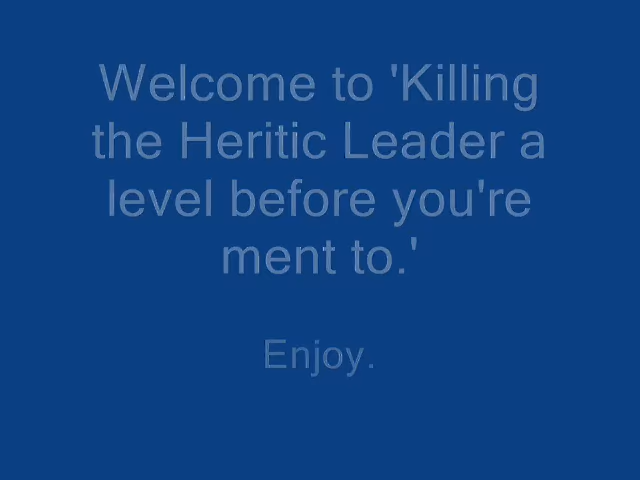 Welcome to 'Killing
the Heritic Leader a
level before you're
ment to.'
Enjoy.